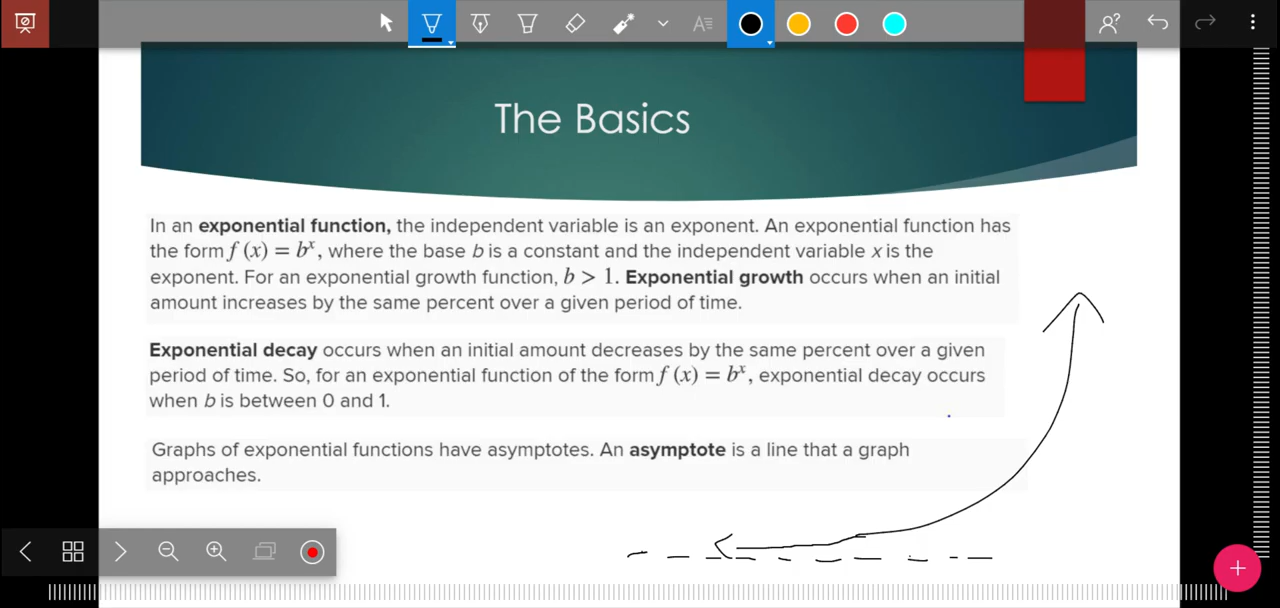 The Basics
In an exponential function, the independent variable is an exponent. An exponential function has
the form f (x) = bˣ, where the base b is a constant and the independent variable x is the
exponent. For an exponential growth function, b > 1. Exponential growth occurs when an initial
amount increases by the same percent over a given period of time.
Exponential decay occurs when an initial amount decreases by the same percent over a given
period of time. So, for an exponential function of the form f (x) = bˣ, exponential decay occurs
when b is between 0 and 1.
Graphs of exponential functions have asymptotes. An asymptote is a line that a graph
approaches.